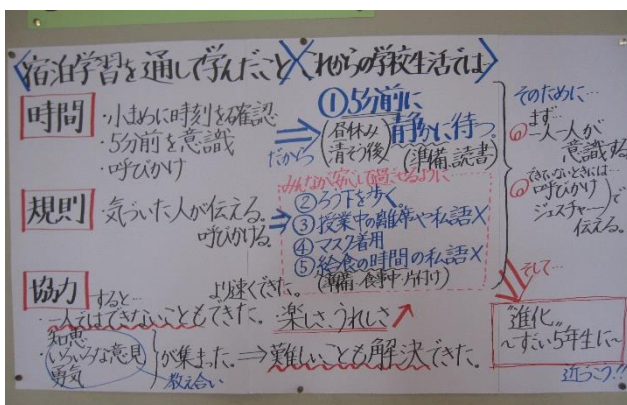 宿泊学習を通して学んだこと
これからの学校生活では
時間
・小まめに時刻を確認
・5分前を意識
・呼びかけ
だから
①5分前に
静かに待つ。
(昼休み
清そう後)
(準備・読書)
規則
・気づいた人が伝える。
呼びかける。
みんなが安心して過ごせるように…
②ろう下を歩く。
③授業中の離席や私語×
④マスク着用
⑤給食の時間の私語×
(準備・食事中・片付け)
そのために…
まず…
一人一人が
意識する
できないときには…
呼びかけ
ジェスチャー
で
伝える。
協力
すると…
より速くできた。
・一人ではできないこともできた。
・楽しさ、うれしさ
知恵
・いろいろな意見
勇気
が集まった。
⇒難しいことも解決できた。
教え合い
そして…
"進化"
〜すごい5年生に〜
近づこう!!